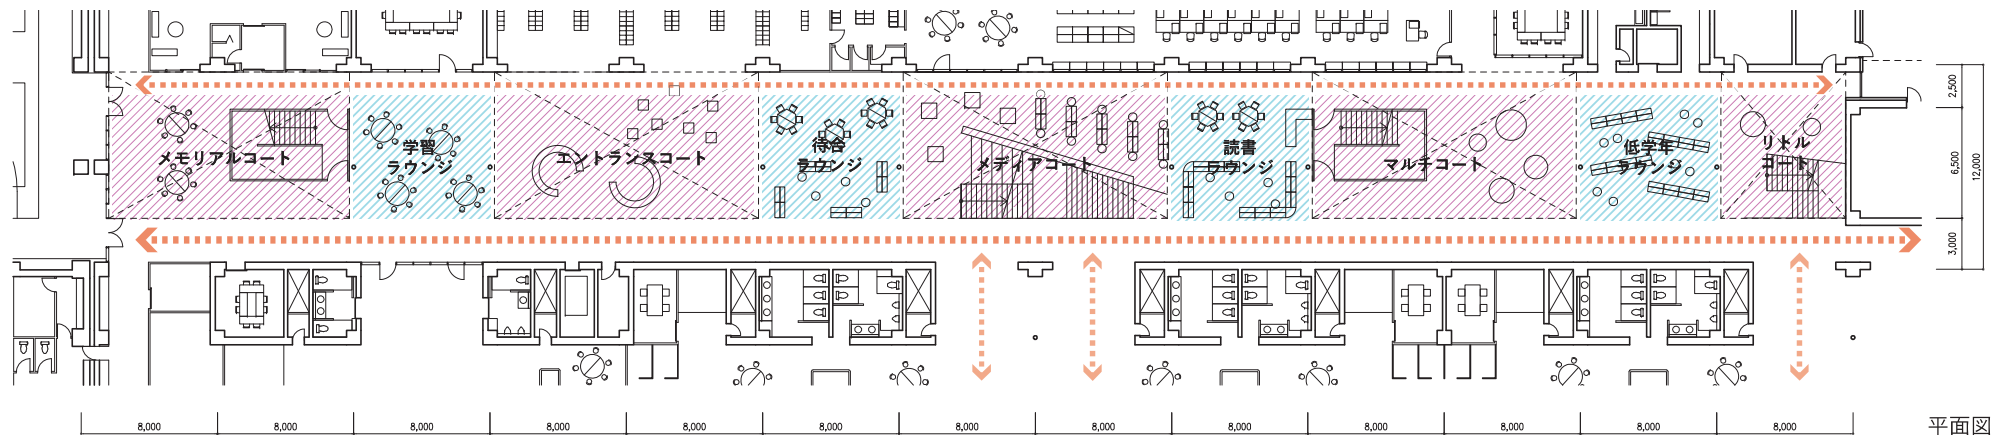 メモリアルコート
学習
ラウンジ
エントランスコート
待合
ラウンジ
メディアコート
読書
ラウンジ
マルチコート
低学年
ラウンジ
リトル
コート
2,500
6,500
12,000
3,000
8,000
8,000
8,000
8,000
8,000
8,000
8,000
8,000
8,000
8,000
8,000
8,000
8,000
平面図